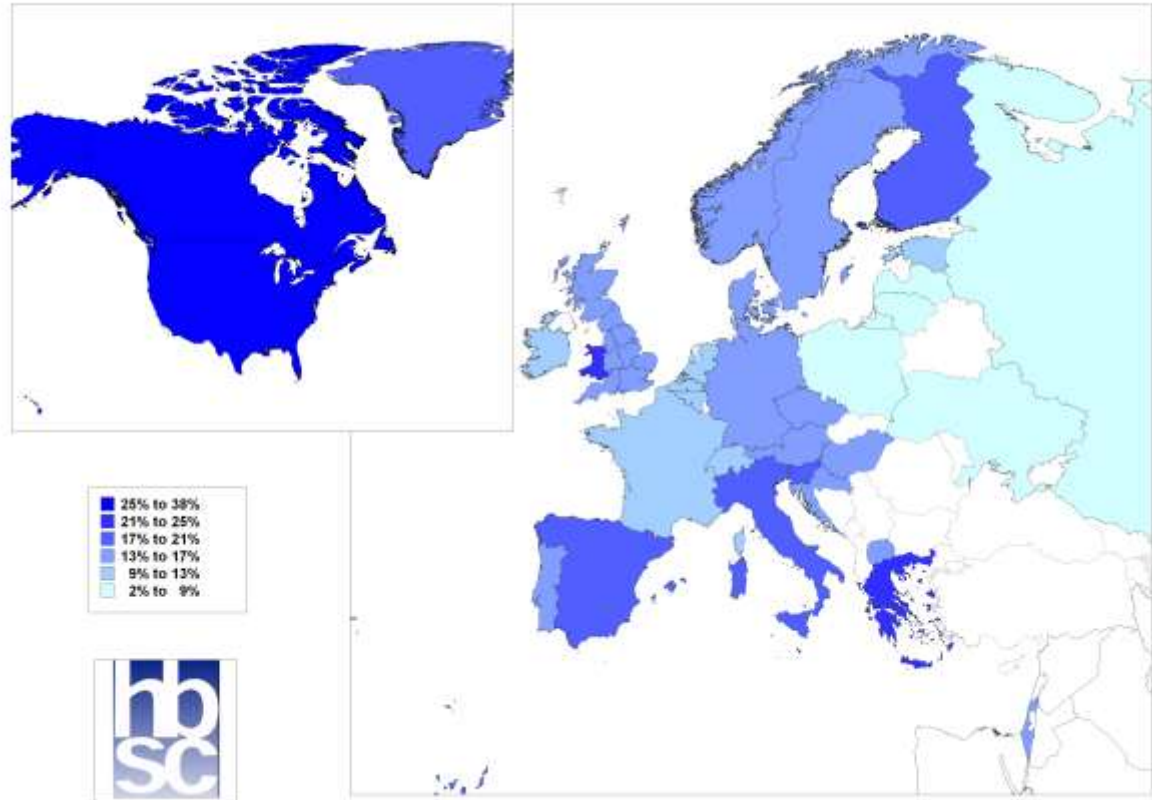 25% to 38%
21% to 25%
17% to 21%
13% to 17%
9% to 13%
2% to 9%
hb
sc